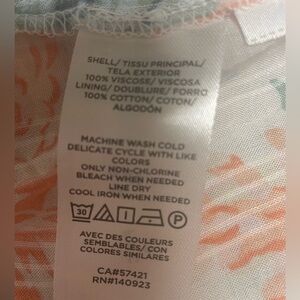 SHELL/ TISSU PRINCIPAL/
TELA EXTERIOR
100% VISCOSE/ VISCOSA
LINING/ DOUBLURE/ FORRO
100% COTTON/ COTON/
ALGODÓN
MACHINE WASH COLD
DELICATE CYCLE WITH LIKE
COLORS
ONLY NON-CHLORINE
BLEACH WHEN NEEDED
LINE DRY
COOL IRON WHEN NEEDED
30 P
AVEC DES COULEURS
SEMBLABLES/ CON
COLORES SIMILARES
CA#57421
RN#140923